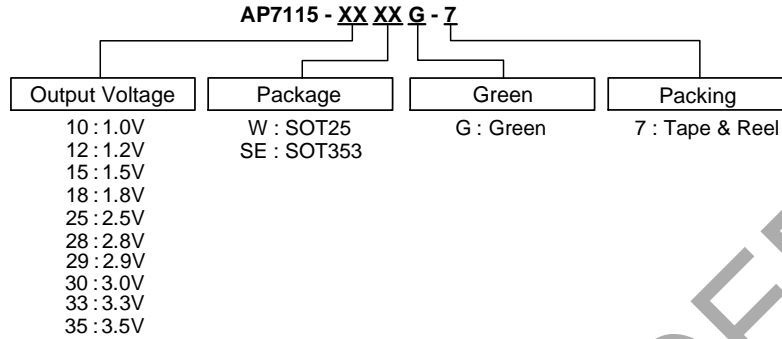 AP7115 - XX XX G - 7
Output Voltage
10 : 1.0V
12 : 1.2V
15 : 1.5V
18 : 1.8V
25 : 2.5V
28 : 2.8V
29 : 2.9V
30 : 3.0V
33 : 3.3V
35 : 3.5V
Package
W : SOT25
SE : SOT353
Green
G : Green
Packing
7 : Tape & Reel